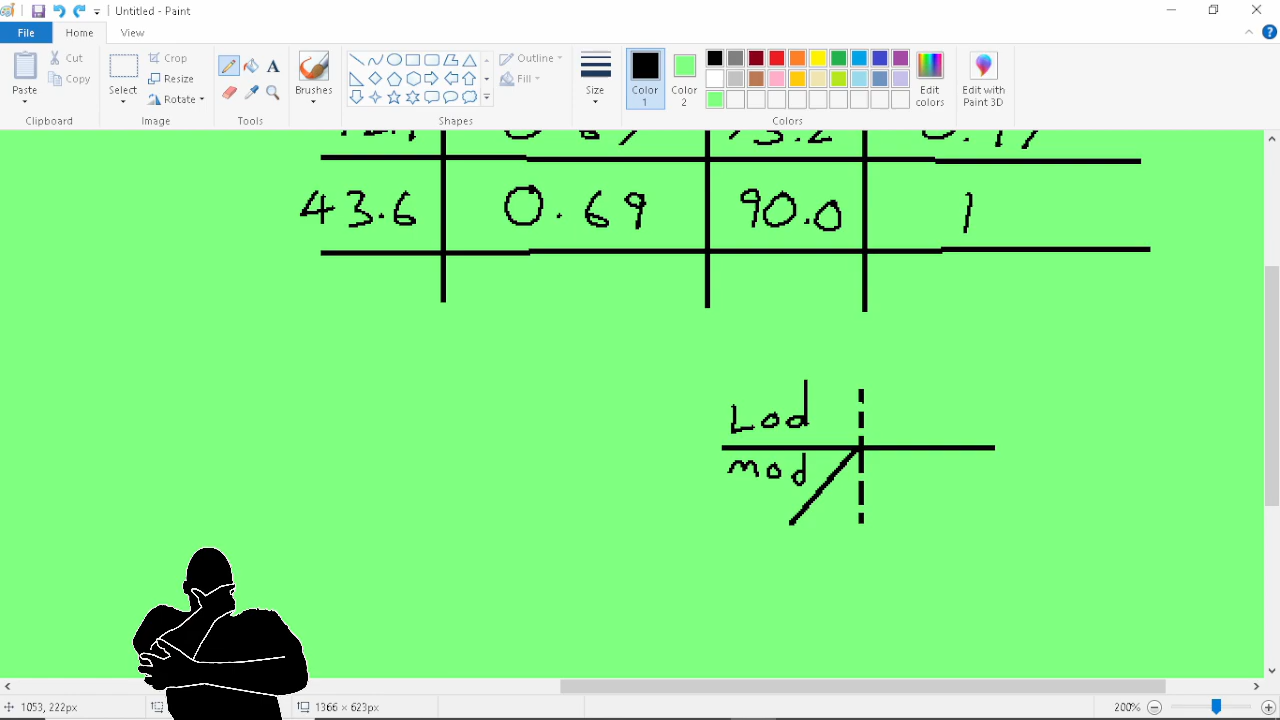 Untitled - Paint
File Home View
Paste Cut Copy
Select Crop Resize Rotate
A
Brushes
Outline Fill
Size
Color 1 Color 2
Edit colors
Edit with Paint 3D
Clipboard Image Tools Shapes Colors
43.6 0.69 90.0 1
Lod
mod
1053, 222px 1366 × 623px 200%